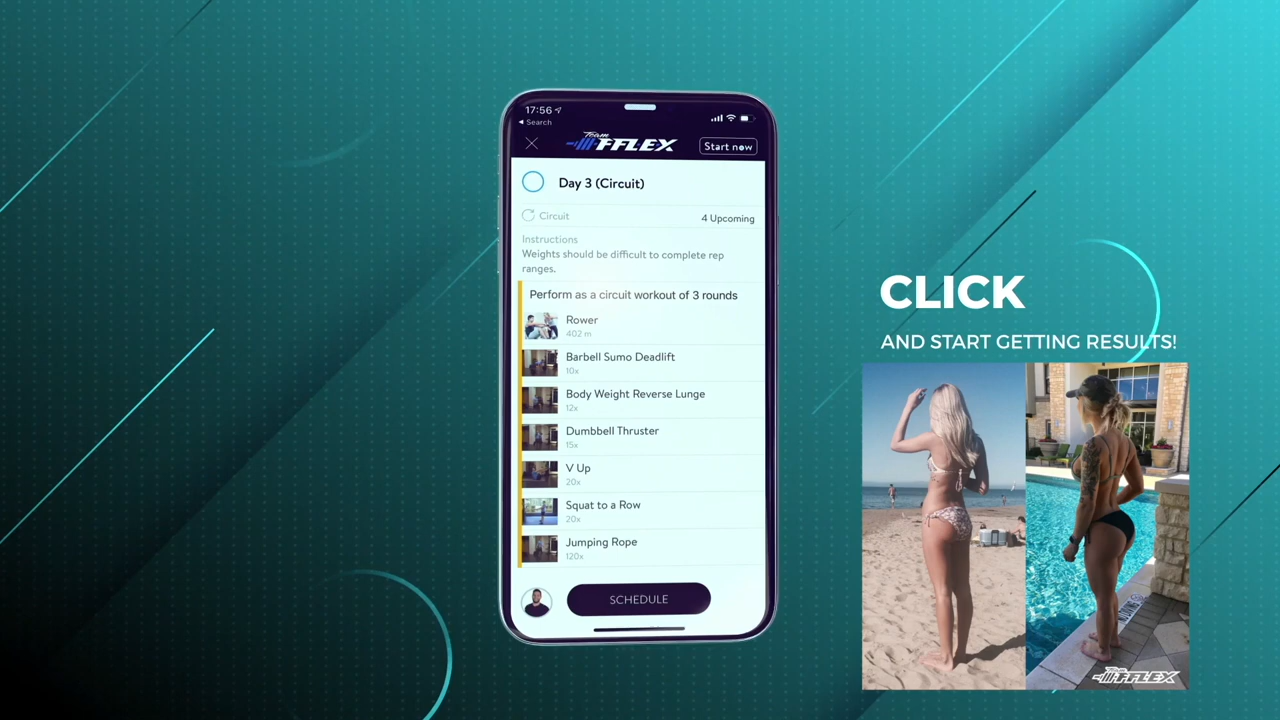 17:56
Search
Team
FFLEX
Start now
Day 3 (Circuit)
Circuit
4 Upcoming
Instructions
Weights should be difficult to complete rep
ranges.
Perform as a circuit workout of 3 rounds
Rower
402 m
Barbell Sumo Deadlift
10x
Body Weight Reverse Lunge
12x
Dumbbell Thruster
15x
V Up
20x
Squat to a Row
20x
Jumping Rope
120x
SCHEDULE
CLICK
AND START GETTING RESULTS!
Team
FFLEX